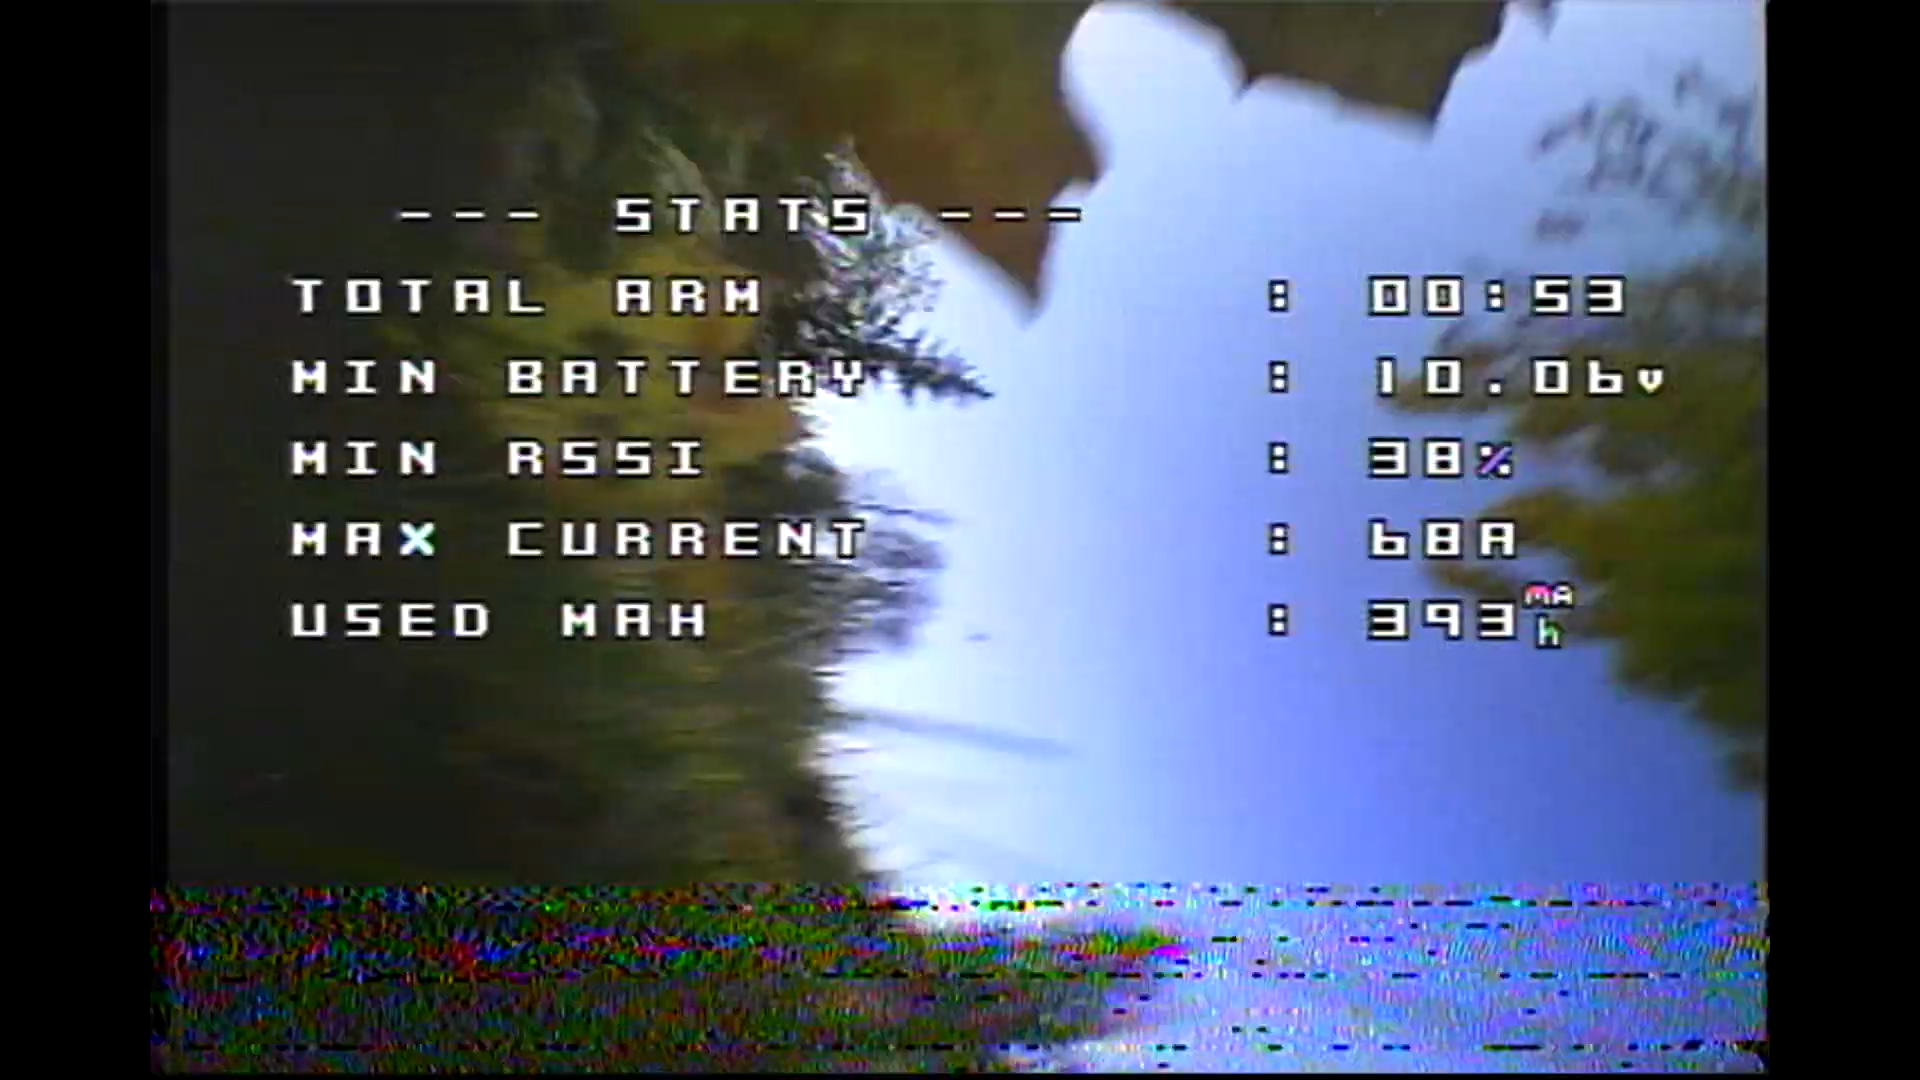 --- STATS ---
TOTAL ARM : 00:53
MIN BATTERY : 10.06v
MIN RSSI : 38%
MAX CURRENT : 68A
USED MAH : 393mAh